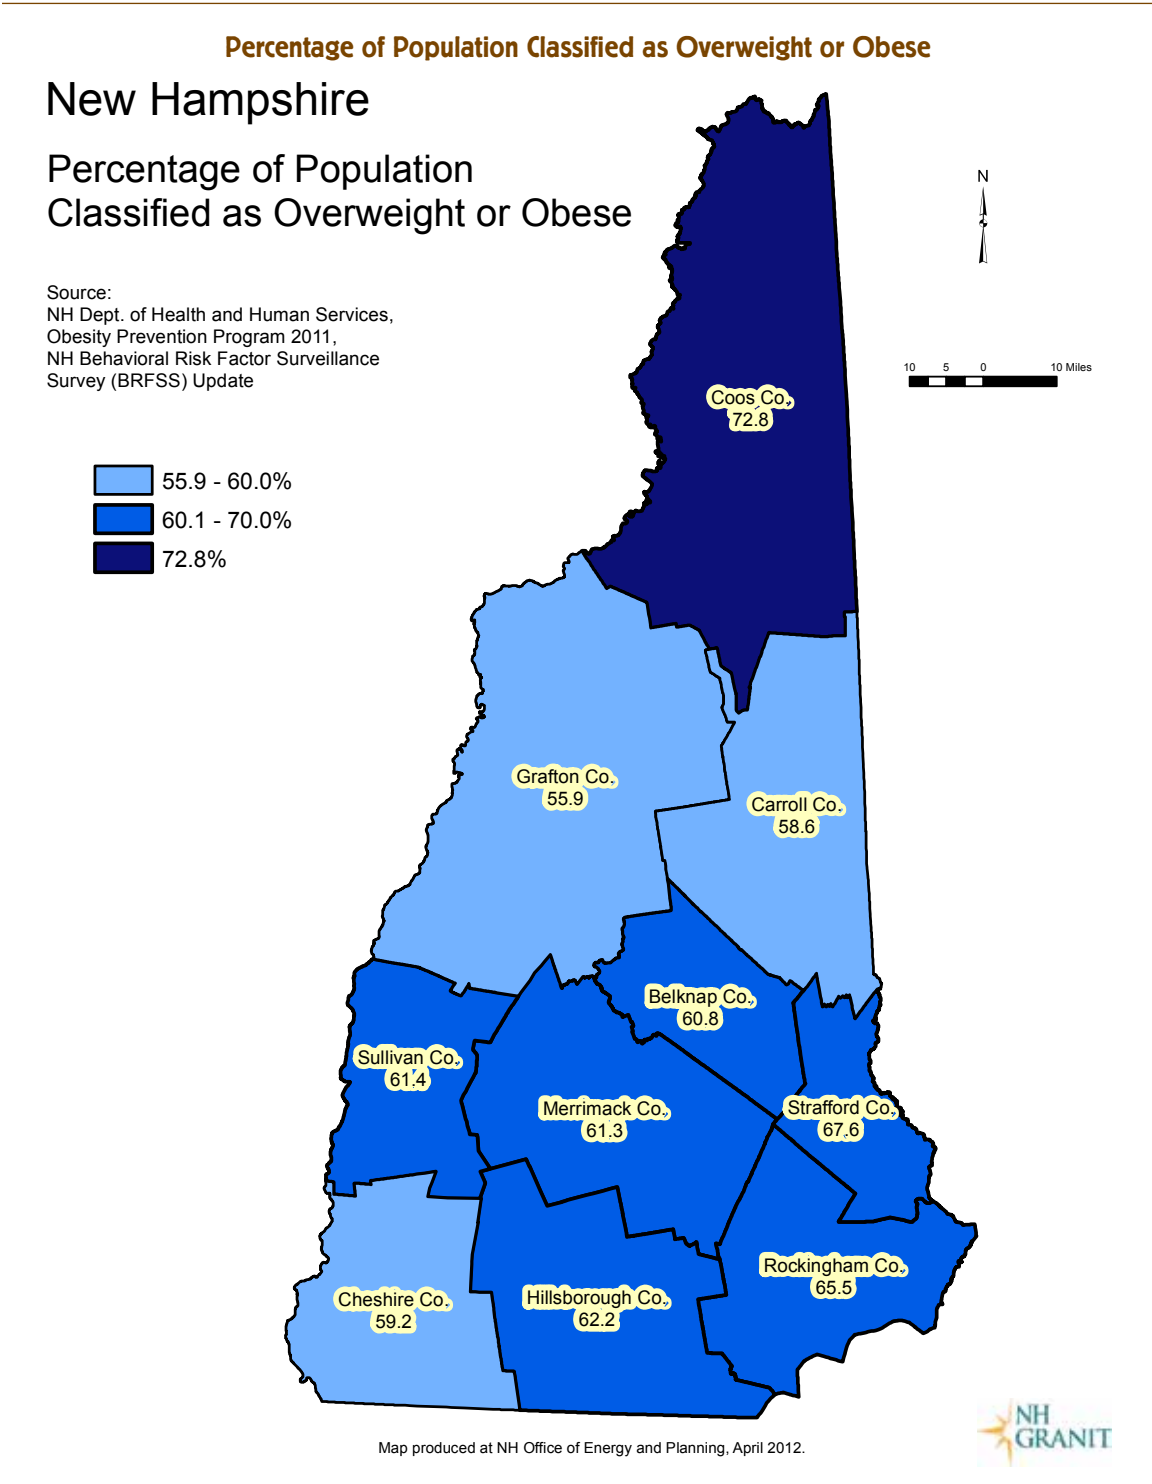 Percentage of Population Classified as Overweight or Obese
New Hampshire
Percentage of Population
Classified as Overweight or Obese
Source:
NH Dept. of Health and Human Services,
Obesity Prevention Program 2011,
NH Behavioral Risk Factor Surveillance
Survey (BRFSS) Update
N
10 5 0 10 Miles
55.9 - 60.0%
60.1 - 70.0%
72.8%
Coos Co.
72.8
Grafton Co.
55.9
Carroll Co.
58.6
Belknap Co.
60.8
Sullivan Co.
61.4
Merrimack Co.
61.3
Strafford Co.
67.6
Rockingham Co.
65.5
Cheshire Co.
59.2
Hillsborough Co.
62.2
Map produced at NH Office of Energy and Planning, April 2012.
NH
GRANIT